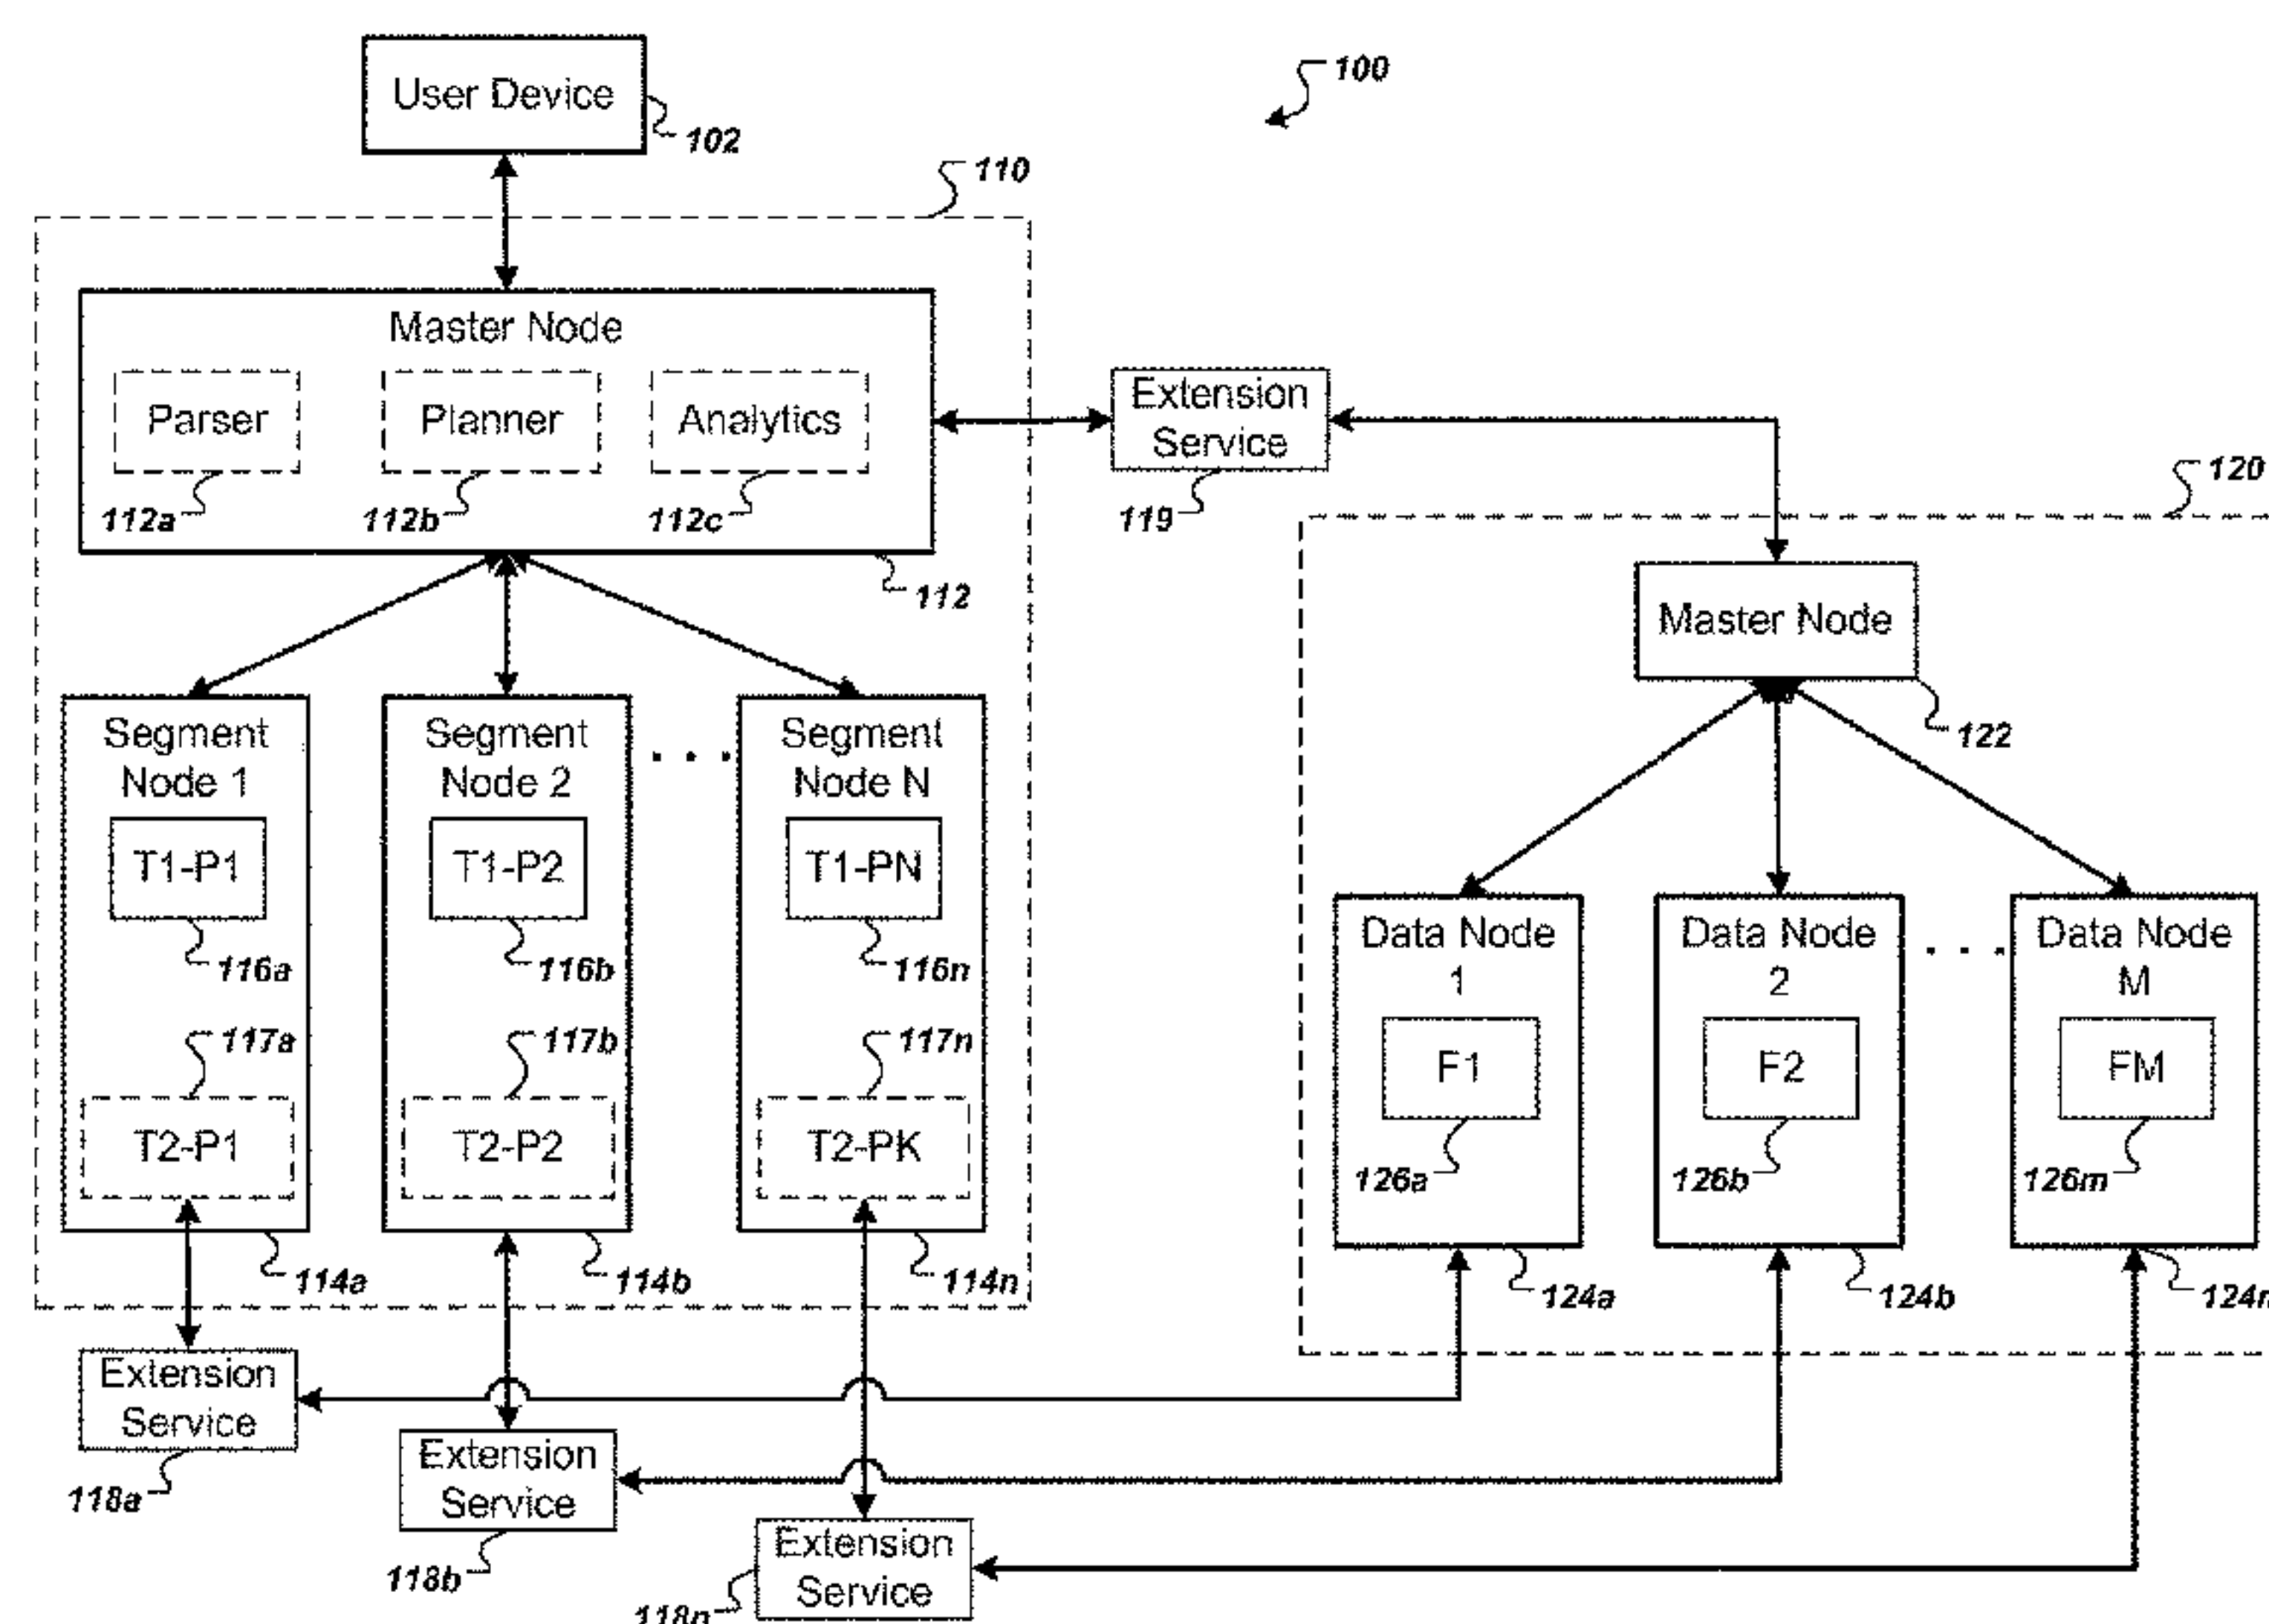 User Device
102
100
110
Master Node
Parser
Planner
Analytics
112a
112b
112c
112
Extension
Service
119
120
Master Node
122
Segment
Node 1
T1-P1
116a
117a
T2-P1
114a
Segment
Node 2
T1-P2
116b
117b
T2-P2
114b
. . .
Segment
Node N
T1-PN
116n
117n
T2-PK
114n
Data Node
1
F1
126a
124a
Data Node
2
F2
126b
124b
. . .
Data Node
M
FM
126m
Extension
Service
118a
Extension
Service
118b
Extension
Service
118n